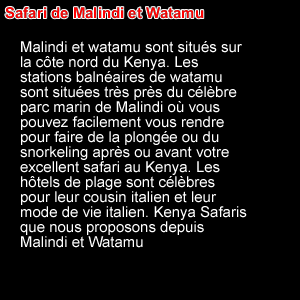 Safari de Malindi et Watamu
Malindi et watamu sont situés sur
la côte nord du Kenya. Les
stations balnéaires de watamu
sont situées très près du célèbre
parc marin de Malindi où vous
pouvez facilement vous rendre
pour faire de la plongée ou du
snorkeling après ou avant votre
excellent safari au Kenya. Les
hôtels de plage sont célèbres
pour leur cousin italien et leur
mode de vie italien. Kenya Safaris
que nous proposons depuis
Malindi et Watamu